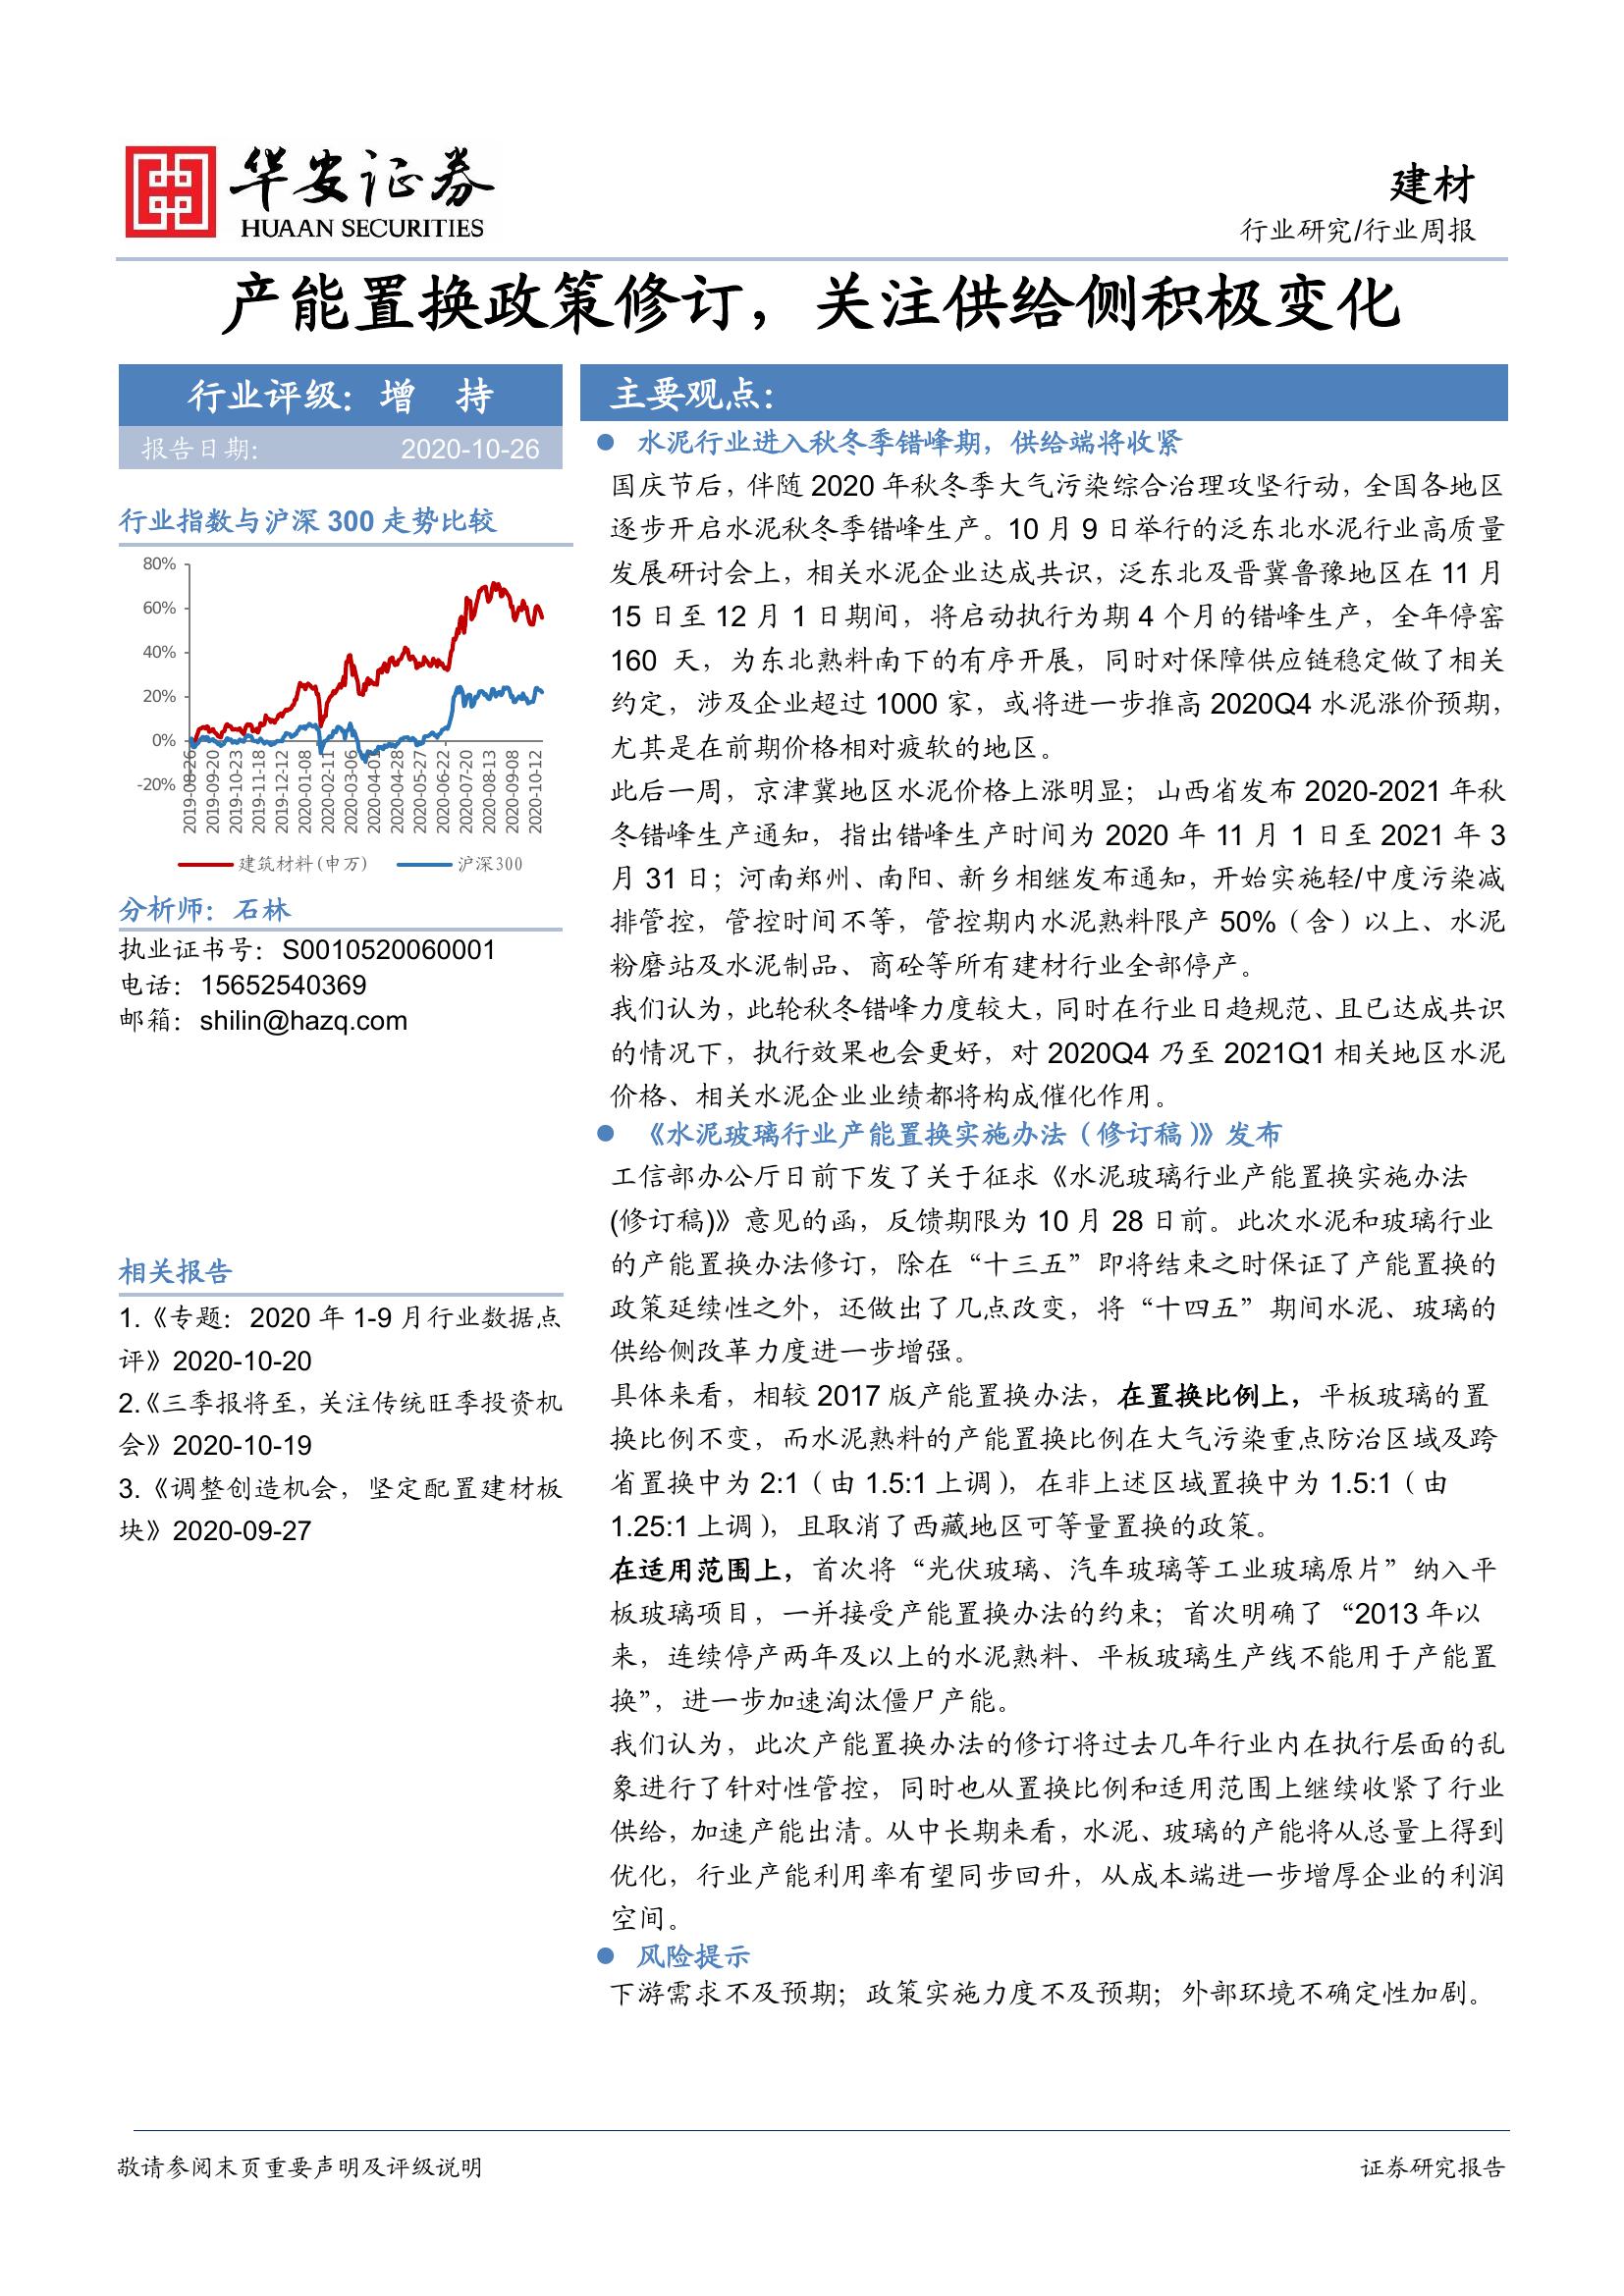 华安证券
HUAAN SECURITIES
建材
行业研究/行业周报
产能置换政策修订，关注供给侧积极变化
行业评级：增 持
报告日期： 2020-10-26
行业指数与沪深 300 走势比较
80%
60%
40%
20%
0%
-20%
2019-08-26
2019-09-20
2019-10-23
2019-11-18
2019-12-12
2020-01-08
2020-02-11
2020-03-06
2020-04-01
2020-04-28
2020-05-27
2020-06-22
2020-07-20
2020-08-13
2020-09-08
2020-10-12
建筑材料(申万) 沪深300
分析师：石林
执业证书号：S0010520060001
电话：15652540369
邮箱：shilin@hazq.com
相关报告
1.《专题：2020 年 1-9 月行业数据点
评》2020-10-20
2.《三季报将至，关注传统旺季投资机
会》2020-10-19
3.《调整创造机会，坚定配置建材板
块》2020-09-27
主要观点：
● 水泥行业进入秋冬季错峰期，供给端将收紧
国庆节后，伴随 2020 年秋冬季大气污染综合治理攻坚行动，全国各地区
逐步开启水泥秋冬季错峰生产。10 月 9 日举行的泛东北水泥行业高质量
发展研讨会上，相关水泥企业达成共识，泛东北及晋冀鲁豫地区在 11 月
15 日至 12 月 1 日期间，将启动执行为期 4 个月的错峰生产，全年停窑
160 天，为东北熟料南下的有序开展，同时对保障供应链稳定做了相关
约定，涉及企业超过 1000 家，或将进一步推高 2020Q4 水泥涨价预期，
尤其是在前期价格相对疲软的地区。
此后一周，京津冀地区水泥价格上涨明显；山西省发布 2020-2021 年秋
冬错峰生产通知，指出错峰生产时间为 2020 年 11 月 1 日至 2021 年 3
月 31 日；河南郑州、南阳、新乡相继发布通知，开始实施轻/中度污染减
排管控，管控时间不等，管控期内水泥熟料限产 50%（含）以上、水泥
粉磨站及水泥制品、商砼等所有建材行业全部停产。
我们认为，此轮秋冬错峰力度较大，同时在行业日趋规范、且已达成共识
的情况下，执行效果也会更好，对 2020Q4 乃至 2021Q1 相关地区水泥
价格、相关水泥企业业绩都将构成催化作用。
● 《水泥玻璃行业产能置换实施办法（修订稿）》发布
工信部办公厅日前下发了关于征求《水泥玻璃行业产能置换实施办法
(修订稿)》意见的函，反馈期限为 10 月 28 日前。此次水泥和玻璃行业
的产能置换办法修订，除在“十三五”即将结束之时保证了产能置换的
政策延续性之外，还做出了几点改变，将“十四五”期间水泥、玻璃的
供给侧改革力度进一步增强。
具体来看，相较 2017 版产能置换办法，在置换比例上，平板玻璃的置
换比例不变，而水泥熟料的产能置换比例在大气污染重点防治区域及跨
省置换中为 2:1（由 1.5:1 上调），在非上述区域置换中为 1.5:1（由
1.25:1 上调），且取消了西藏地区可等量置换的政策。
在适用范围上，首次将“光伏玻璃、汽车玻璃等工业玻璃原片”纳入平
板玻璃项目，一并接受产能置换办法的约束；首次明确了“2013 年以
来，连续停产两年及以上的水泥熟料、平板玻璃生产线不能用于产能置
换”，进一步加速淘汰僵尸产能。
我们认为，此次产能置换办法的修订将过去几年行业内在执行层面的乱
象进行了针对性管控，同时也从置换比例和适用范围上继续收紧了行业
供给，加速产能出清。从中长期来看，水泥、玻璃的产能将从总量上得到
优化，行业产能利用率有望同步回升，从成本端进一步增厚企业的利润
空间。
● 风险提示
下游需求不及预期；政策实施力度不及预期；外部环境不确定性加剧。
敬请参阅末页重要声明及评级说明 证券研究报告